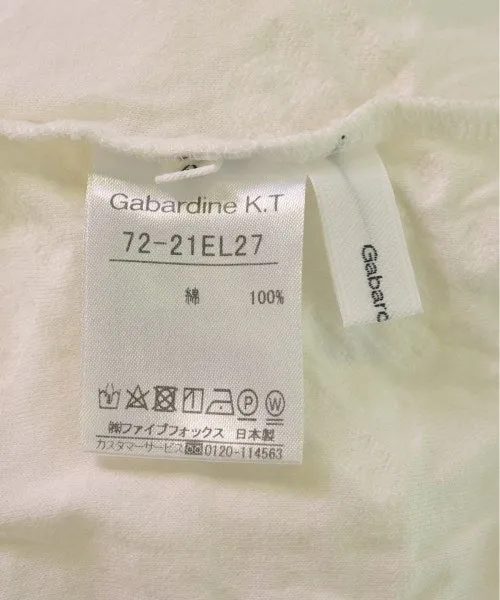 Gabardine K.T
72-21EL27
綿 100%
P W
㈱ファイブフォックス 日本製
カスタマーサービス 0120-114563
Gabard